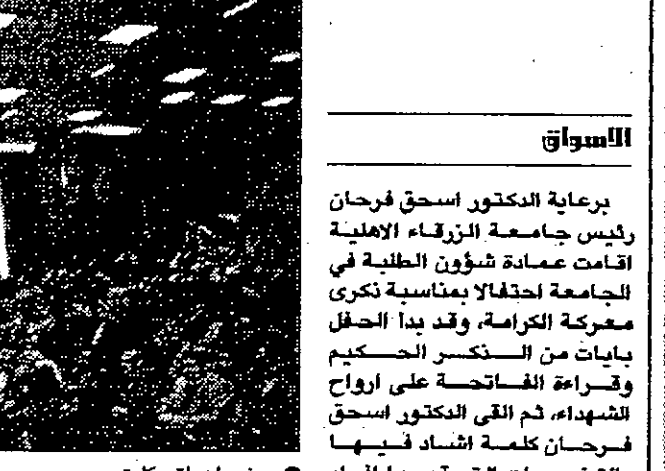 الاسواق
برعاية الدكتور اسحق فرحان
رئيس جامعة الزرقاء الاهلية
اقامت عمادة شؤون الطلبة في
الجامعة احتفالا بمناسبة ذكرى
معركة الكرامة، وقد بدا الحفل
بايات من الذكر الحكيم
وقراءة الفاتحة على ارواح
الشهداء، ثم القى الدكتور اسحق
فرحان كلمة اشاد فيها